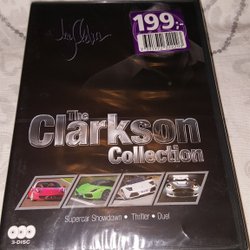 199:-
The
Clarkson
Collection
Supercar Showdown • Thriller • Duel
3-DISC